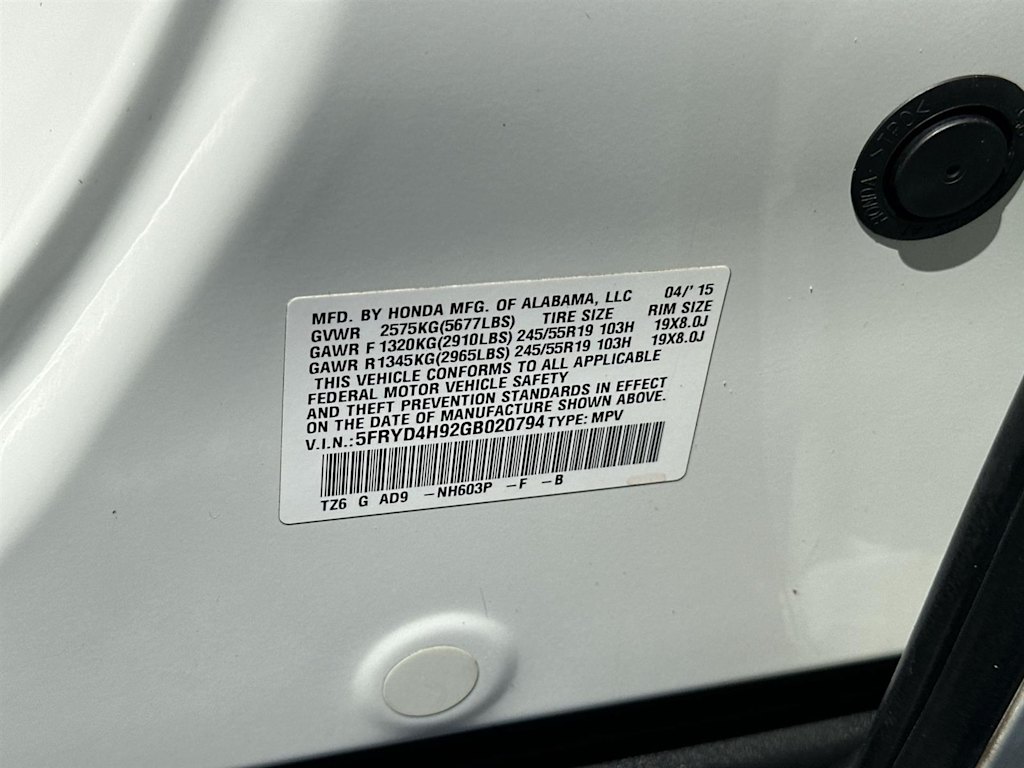 MFD. BY HONDA MFG. OF ALABAMA, LLC 04/' 15
GVWR 2575KG(5677LBS) TIRE SIZE RIM SIZE
GAWR F 1320KG(2910LBS) 245/55R19 103H 19X8.0J
GAWR R1345KG(2965LBS) 245/55R19 103H 19X8.0J
THIS VEHICLE CONFORMS TO ALL APPLICABLE
FEDERAL MOTOR VEHICLE SAFETY
AND THEFT PREVENTION STANDARDS IN EFFECT
ON THE DATE OF MANUFACTURE SHOWN ABOVE.
V.I.N.:5FRYD4H92GB020794 TYPE: MPV
TZ6 G AD9 -NH603P -F -B
HONDA